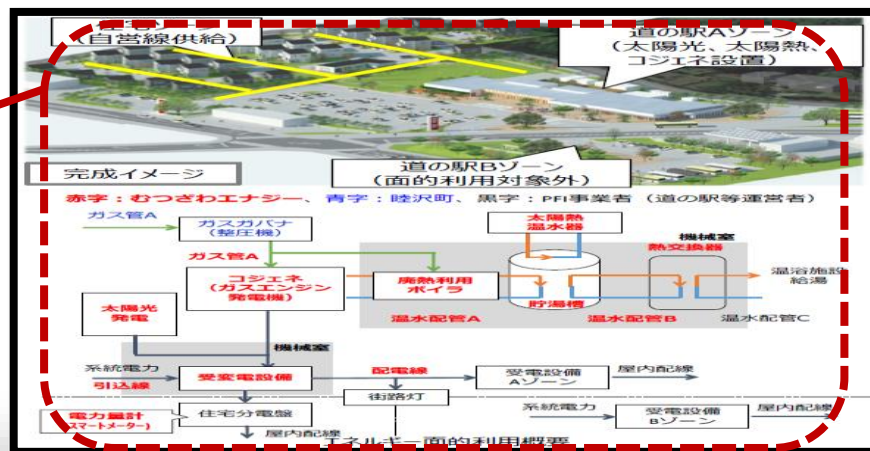 (自営線供給)
道の駅Aゾーン
(太陽光、太陽熱、
コジェネ設置)
完成イメージ
道の駅Bゾーン
(面的利用対象外)
赤字：むつざわエナジー、青字：睦沢町、黒字：PFI事業者（道の駅等運営者）
ガス管A
ガスガバナ
(整圧機)
太陽熱
温水器
機械室
熱交換器
ガス管A
コジェネ
(ガスエンジン
発電機)
廃熱利用
ボイラ
温浴施設
給湯
太陽光
発電
貯湯槽
温水配管A
温水配管B
温水配管C
機械室
系統電力
引込線
受変電設備
配電線
受電設備
Aゾーン
屋内配線
街路灯
電力量計
スマートメーター)
住宅分電盤
系統電力
受電設備
Bゾーン
屋内配線
屋内配線
エネルギー面的利用概要